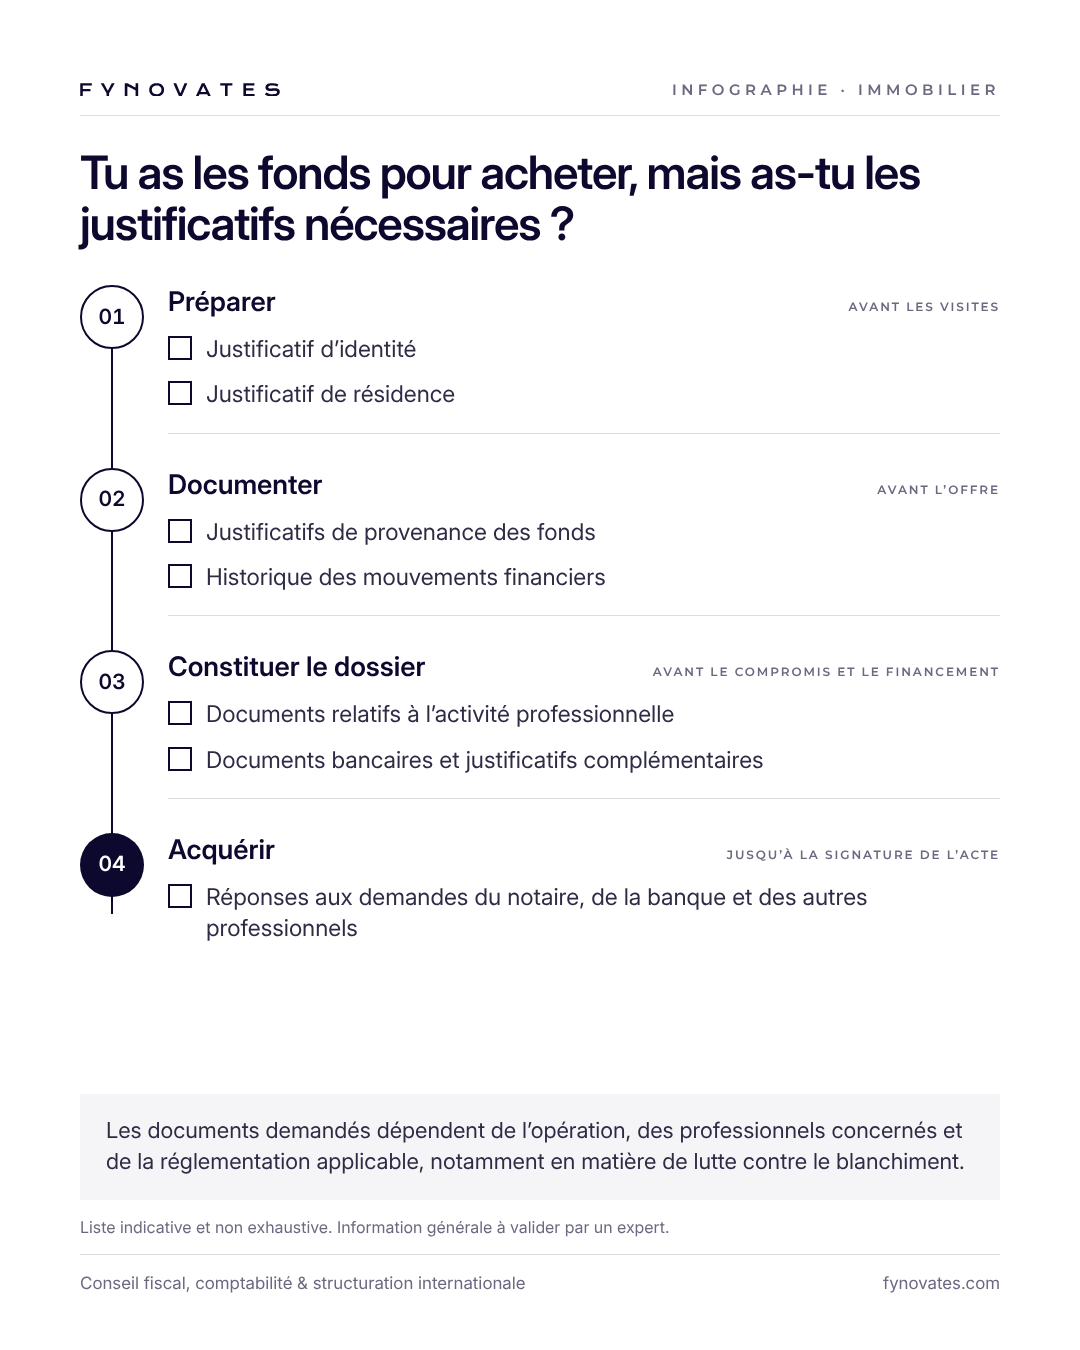 FYNOVATES
INFOGRAPHIE · IMMOBILIER
Tu as les fonds pour acheter, mais as-tu les
justificatifs nécessaires ?
01
Préparer
AVANT LES VISITES
Justificatif d’identité
Justificatif de résidence
02
Documenter
AVANT L’OFFRE
Justificatifs de provenance des fonds
Historique des mouvements financiers
03
Constituer le dossier
AVANT LE COMPROMIS ET LE FINANCEMENT
Documents relatifs à l’activité professionnelle
Documents bancaires et justificatifs complémentaires
04
Acquérir
JUSQU’À LA SIGNATURE DE L’ACTE
Réponses aux demandes du notaire, de la banque et des autres
professionnels
Les documents demandés dépendent de l’opération, des professionnels concernés et
de la réglementation applicable, notamment en matière de lutte contre le blanchiment.
Liste indicative et non exhaustive. Information générale à valider par un expert.
Conseil fiscal, comptabilité & structuration internationale
fynovates.com